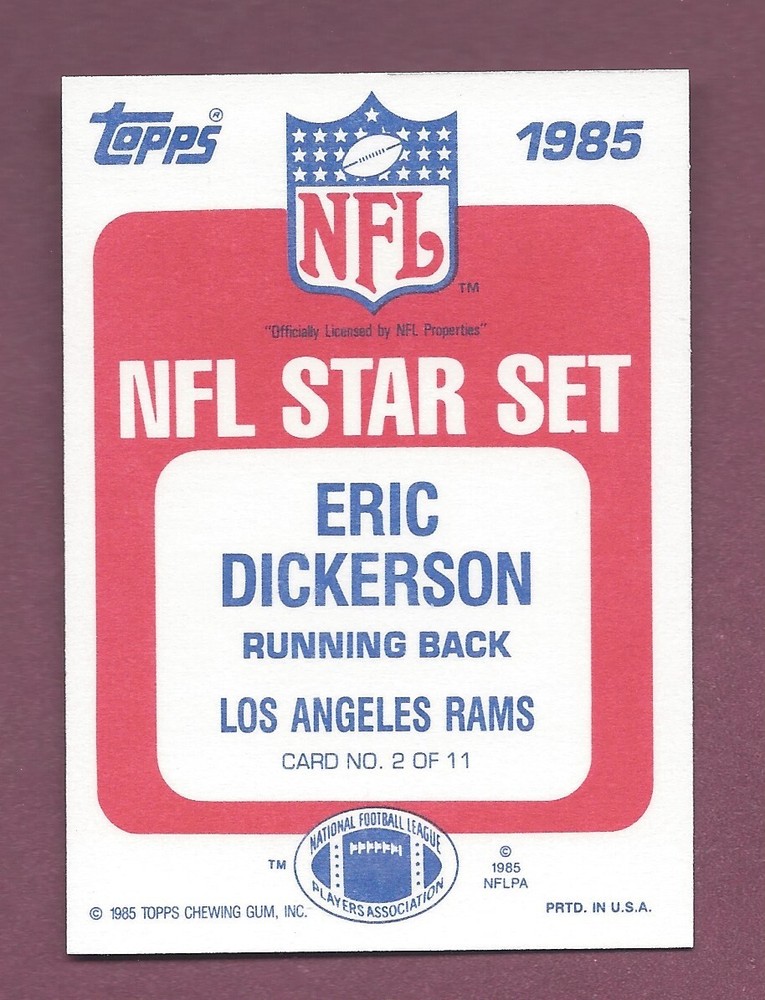 Topps® 1985
NFL
TM
"Officially Licensed by NFL Properties"
NFL STAR SET
ERIC
DICKERSON
RUNNING BACK
LOS ANGELES RAMS
CARD NO. 2 OF 11
NATIONAL FOOTBALL LEAGUE
PLAYERS ASSOCIATION
TM
©
1985
NFLPA
© 1985 TOPPS CHEWING GUM, INC.
PRTD. IN U.S.A.